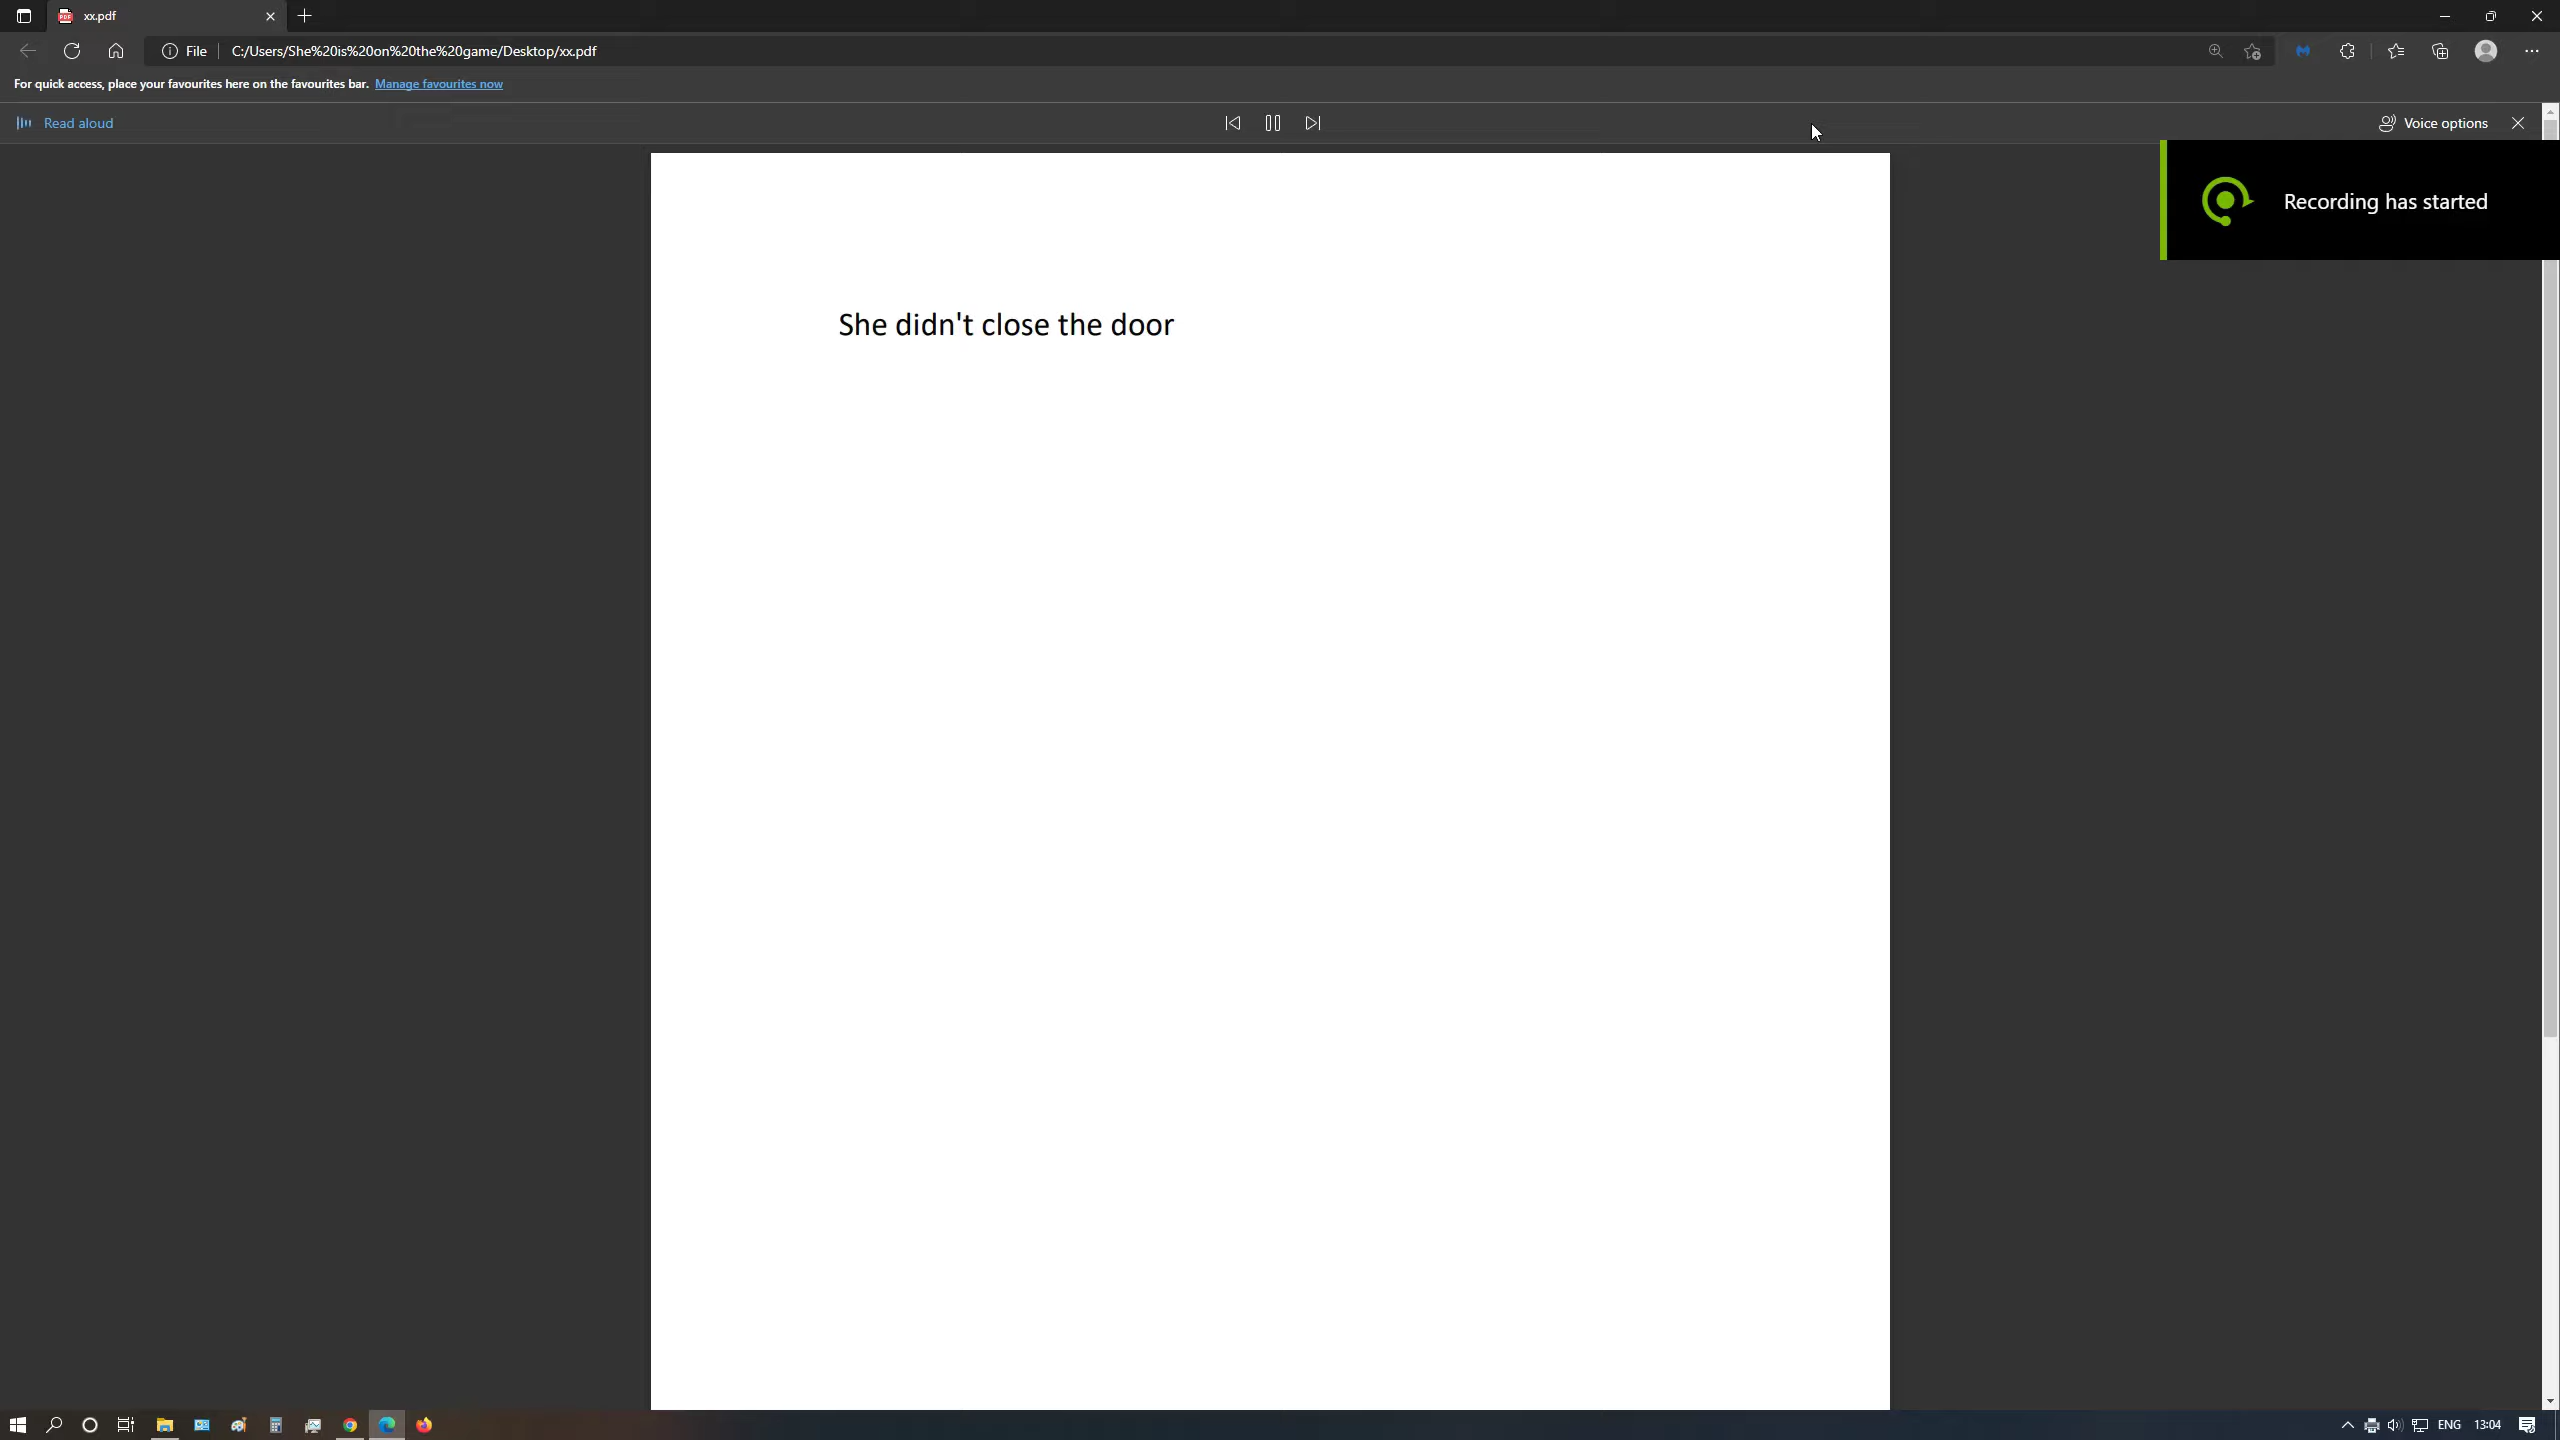 xx.pdf
File
C:/Users/She%20is%20on%20the%20game/Desktop/xx.pdf
For quick access, place your favourites here on the favourites bar. Manage favourites now
Read aloud
Voice options
Recording has started
She didn't close the door
ENG 13:04